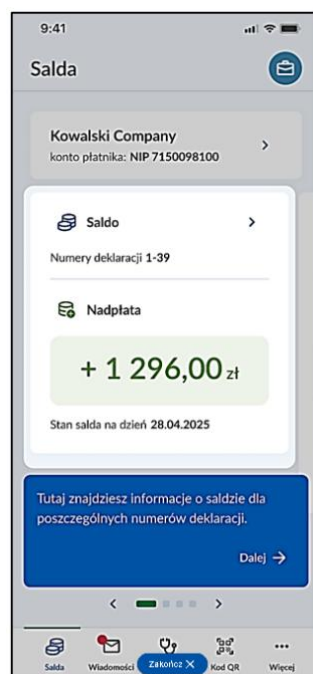 9:41
Salda
Kowalski Company
konto płatnika: NIP 7150098100
Saldo
Numery deklaracji 1-39
Nadpłata
+ 1 296,00 zł
Stan salda na dzień 28.04.2025
Tutaj znajdziesz informacje o saldzie dla
poszczególnych numerów deklaracji.
Dalej →
Salda Wiadomości Zakończ ✕ Kod QR Więcej